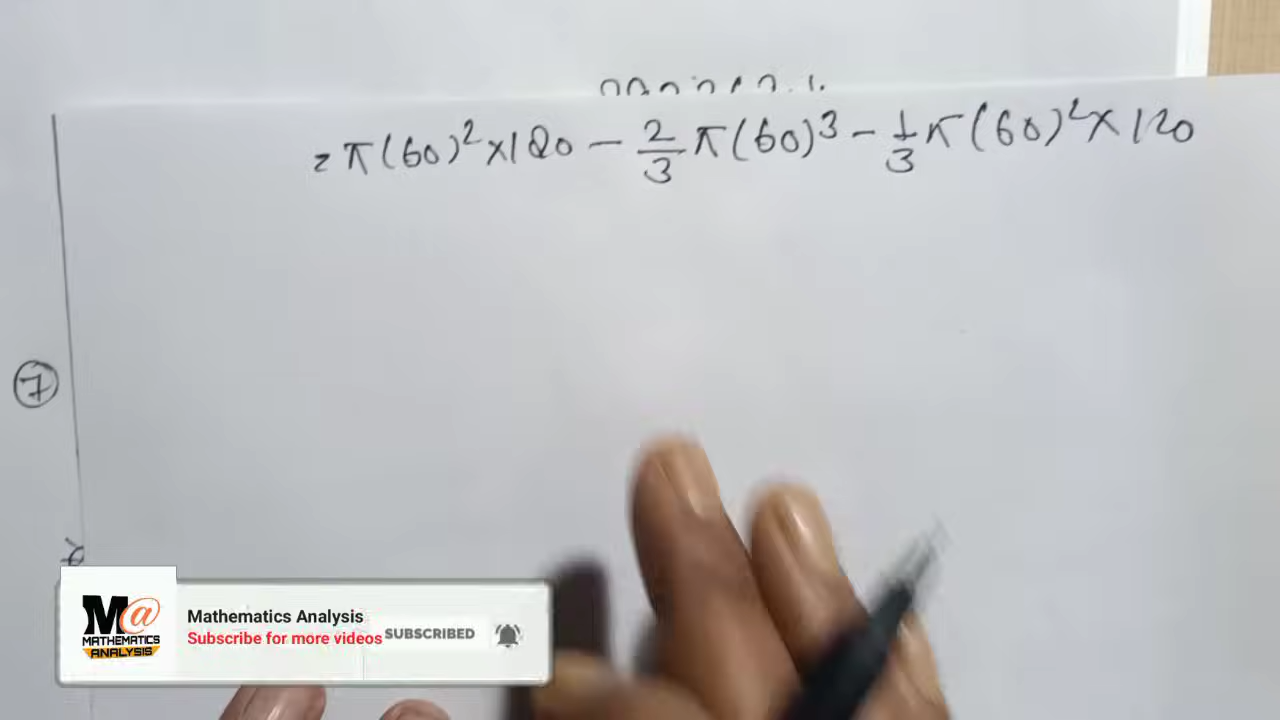 = π(60)² × 180 − 2/3 π(60)³ − 1/3 π(60)² × 120
7
M@
MATHEMATICS
ANALYSIS
Mathematics Analysis
Subscribe for more videos
SUBSCRIBED